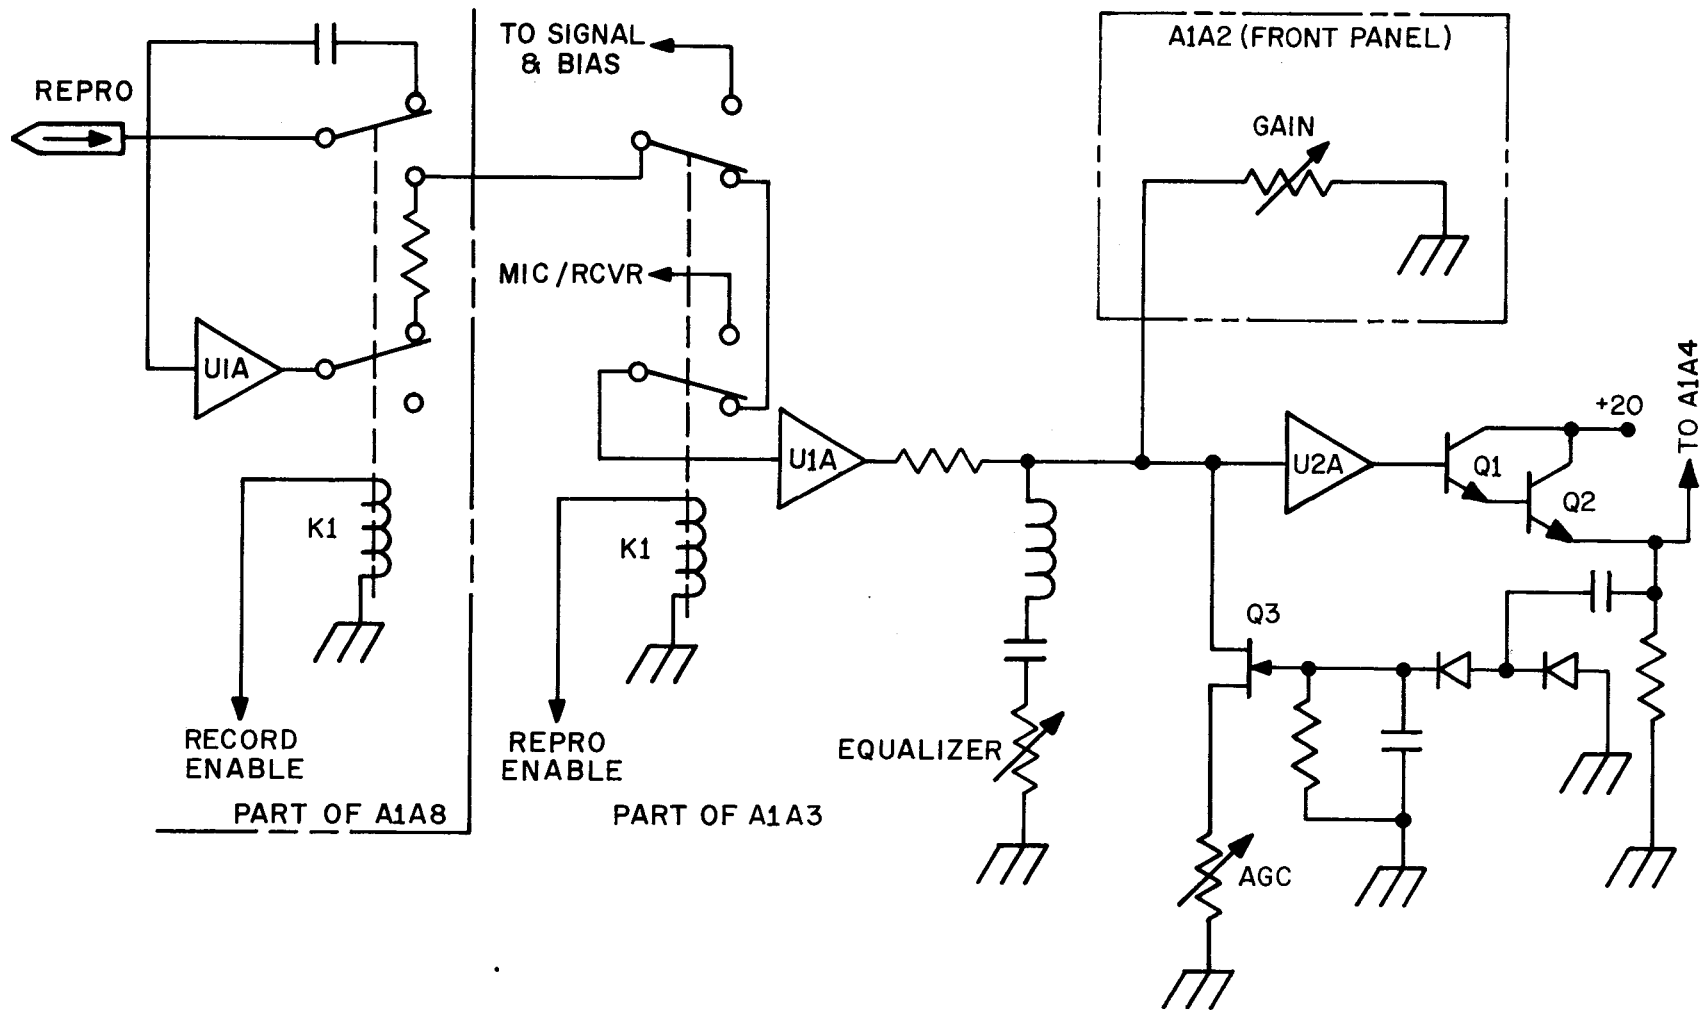 TO SIGNAL
& BIAS
A1A2 (FRONT PANEL)
REPRO
GAIN
MIC/RCVR
U1A
TO A1A4
+20
U1A
U2A
Q1
Q2
K1
K1
Q3
RECORD
ENABLE
REPRO
ENABLE
EQUALIZER
PART OF A1A8
PART OF A1A3
AGC